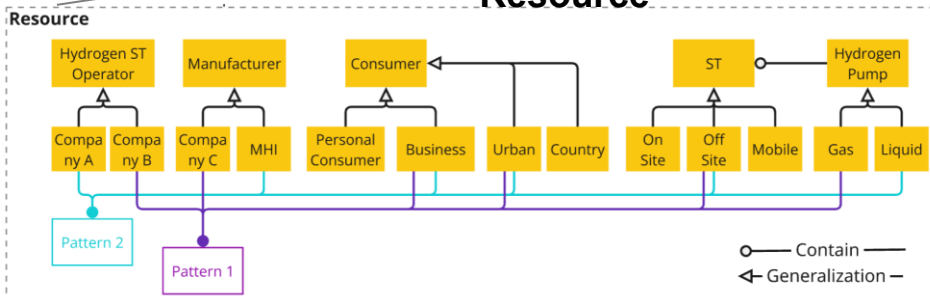 Resource
Resource
Hydrogen ST
Operator
Manufacturer
Consumer
ST
Hydrogen
Pump
Compa
ny A
Compa
ny B
Compa
ny C
MHI
Personal
Consumer
Business
Urban
Country
On
Site
Off
Site
Mobile
Gas
Liquid
Pattern 2
Pattern 1
Contain
Generalization